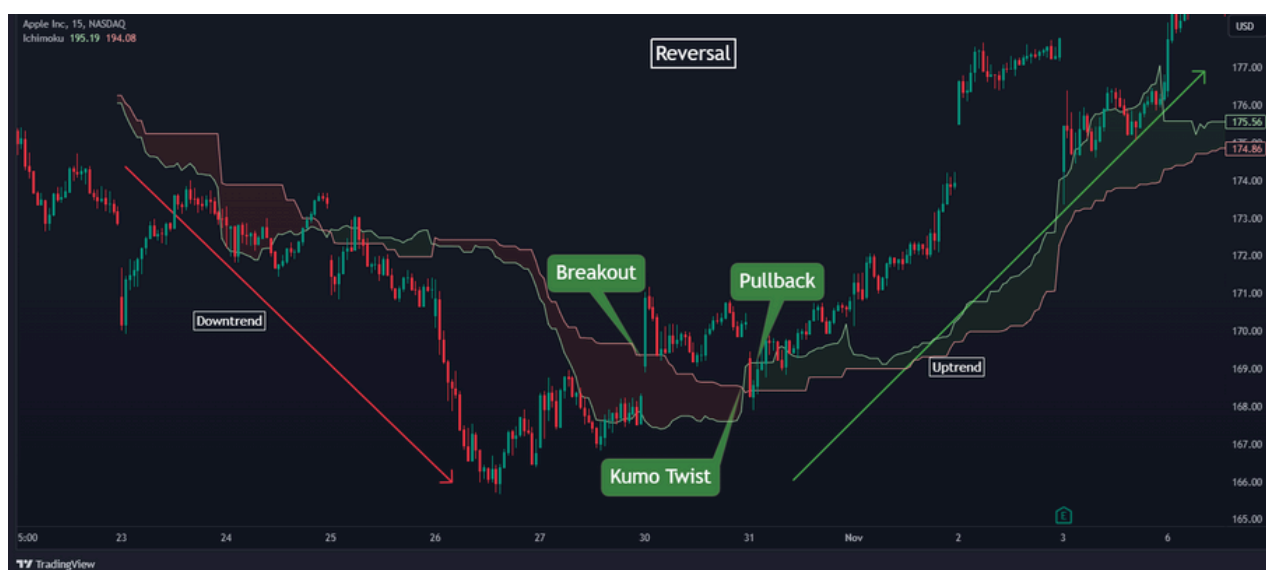 Apple Inc, 15, NASDAQ
Ichimoku 195.19 194.08
Reversal
USD
177.00
176.00
175.56
174.86
174.00
173.00
172.00
171.00
170.00
169.00
168.00
167.00
166.00
165.00
Breakout
Pullback
Downtrend
Uptrend
Kumo Twist
E
5:00 23 24 25 26 27 30 31 Nov 2 3 6
TradingView